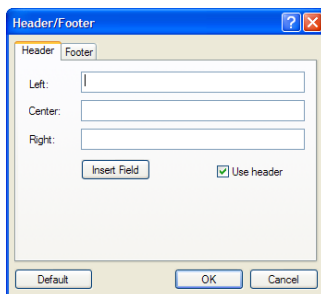 Header/Footer
Header Footer
Left:
Center:
Right:
Insert Field Use header
Default OK Cancel